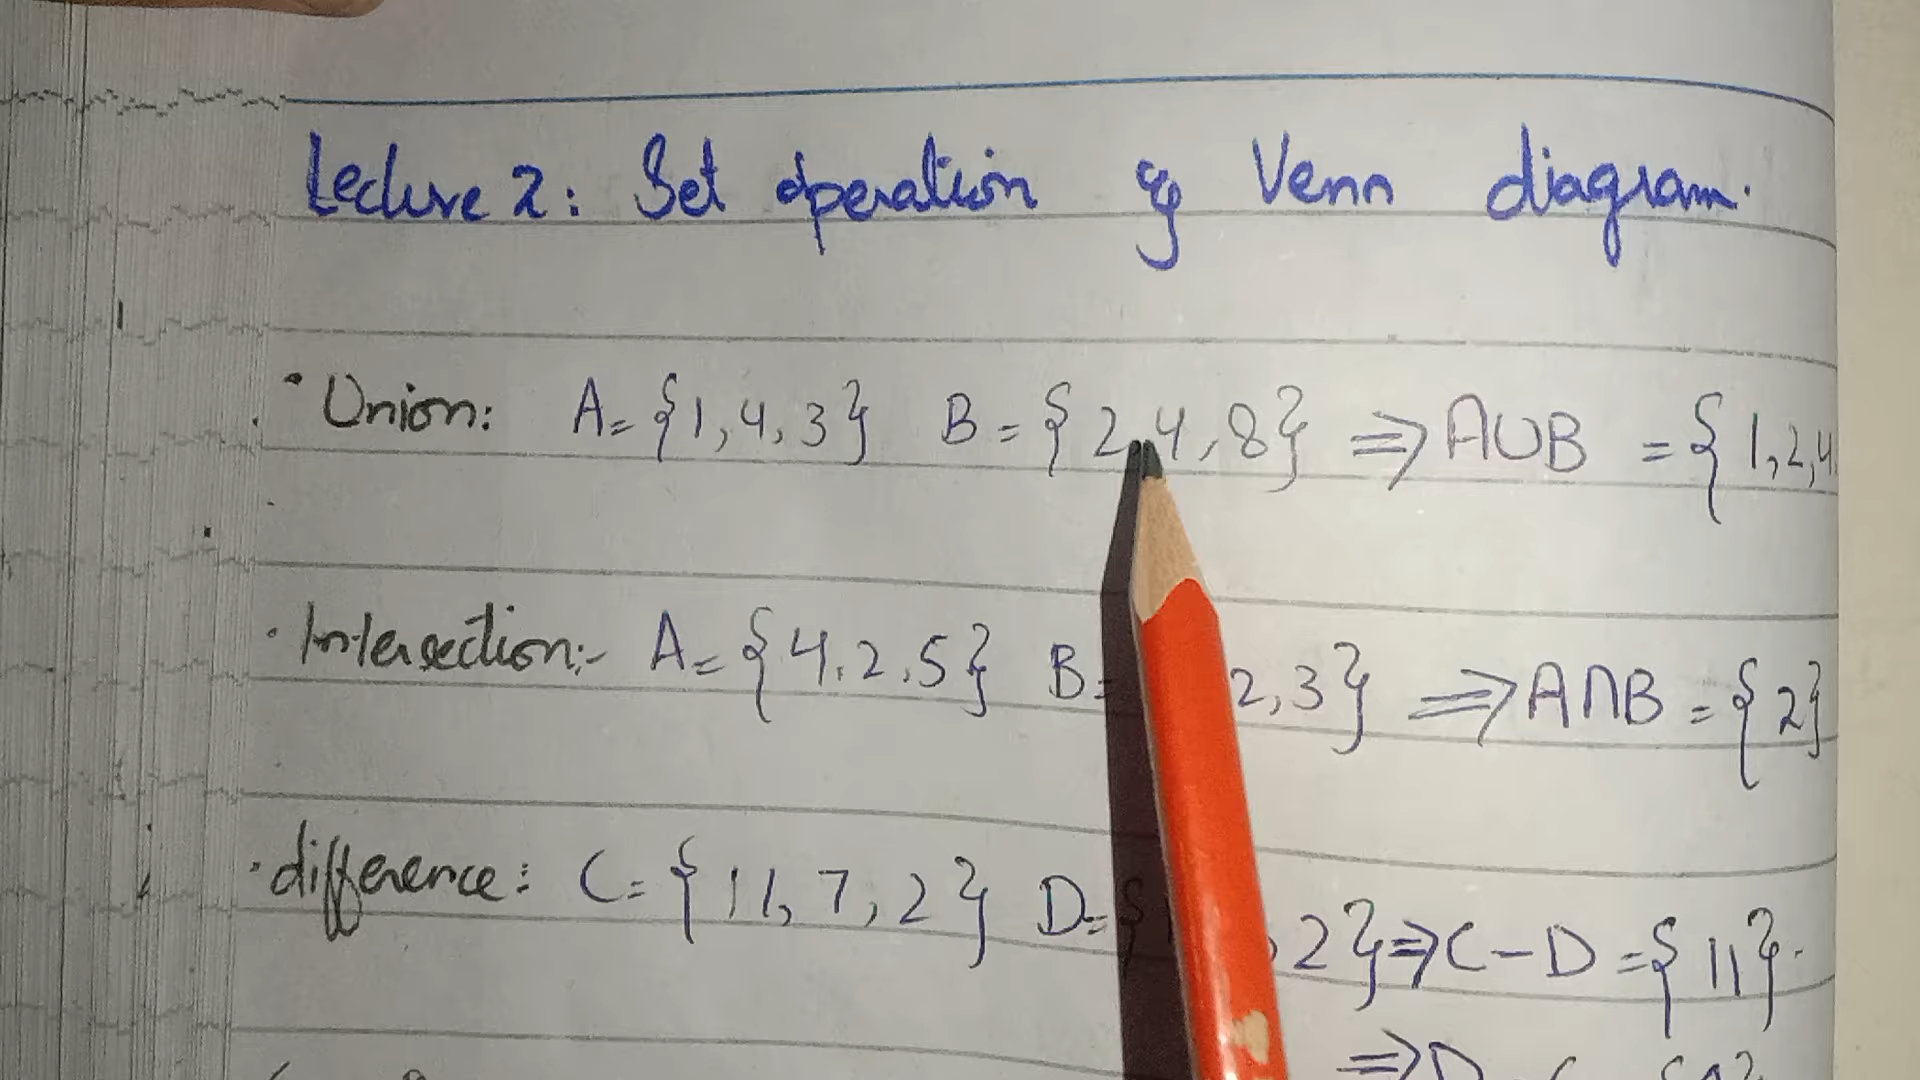 Lecture 2: Set operation & Venn diagram.
· Union: A = {1, 4, 3} B = {2, 4, 8} ⇒ A∪B = {1, 2, 4
· Intersection:- A = {4, 2, 5} B = 2, 3} ⇒ A∩B = {2}
· difference: C = {11, 7, 2} D = { , 2} ⇒ C - D = {11}.
⇒ D